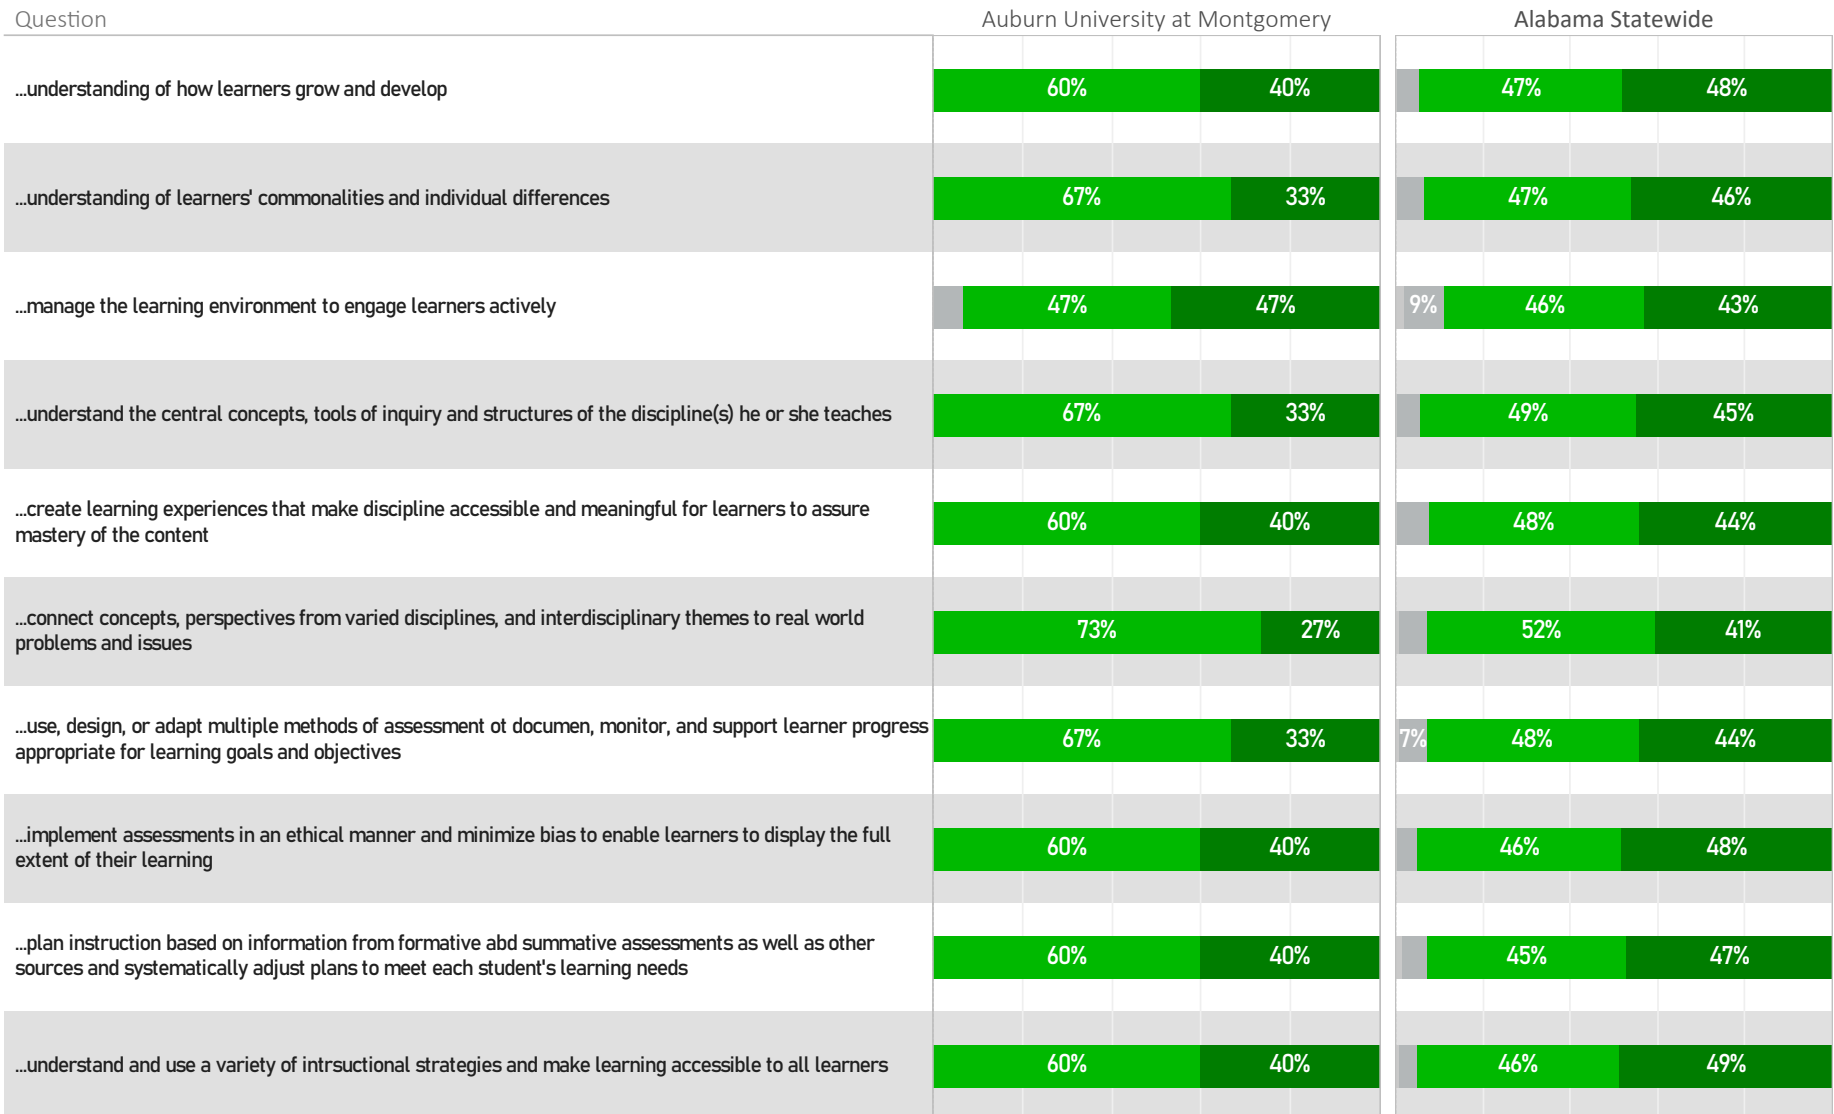 Question Auburn University at Montgomery Alabama Statewide
...understanding of how learners grow and develop 60% 40% 47% 48%
...understanding of learners' commonalities and individual differences 67% 33% 47% 46%
...manage the learning environment to engage learners actively 47% 47% 9% 46% 43%
...understand the central concepts, tools of inquiry and structures of the discipline(s) he or she teaches 67% 33% 49% 45%
...create learning experiences that make discipline accessible and meaningful for learners to assure
mastery of the content
60% 40% 48% 44%
...connect concepts, perspectives from varied disciplines, and interdisciplinary themes to real world
problems and issues
73% 27% 52% 41%
...use, design, or adapt multiple methods of assessment ot documen, monitor, and support learner progress
appropriate for learning goals and objectives
67% 33% 7% 48% 44%
...implement assessments in an ethical manner and minimize bias to enable learners to display the full
extent of their learning
60% 40% 46% 48%
...plan instruction based on information from formative abd summative assessments as well as other
sources and systematically adjust plans to meet each student's learning needs
60% 40% 45% 47%
...understand and use a variety of intrsuctional strategies and make learning accessible to all learners 60% 40% 46% 49%